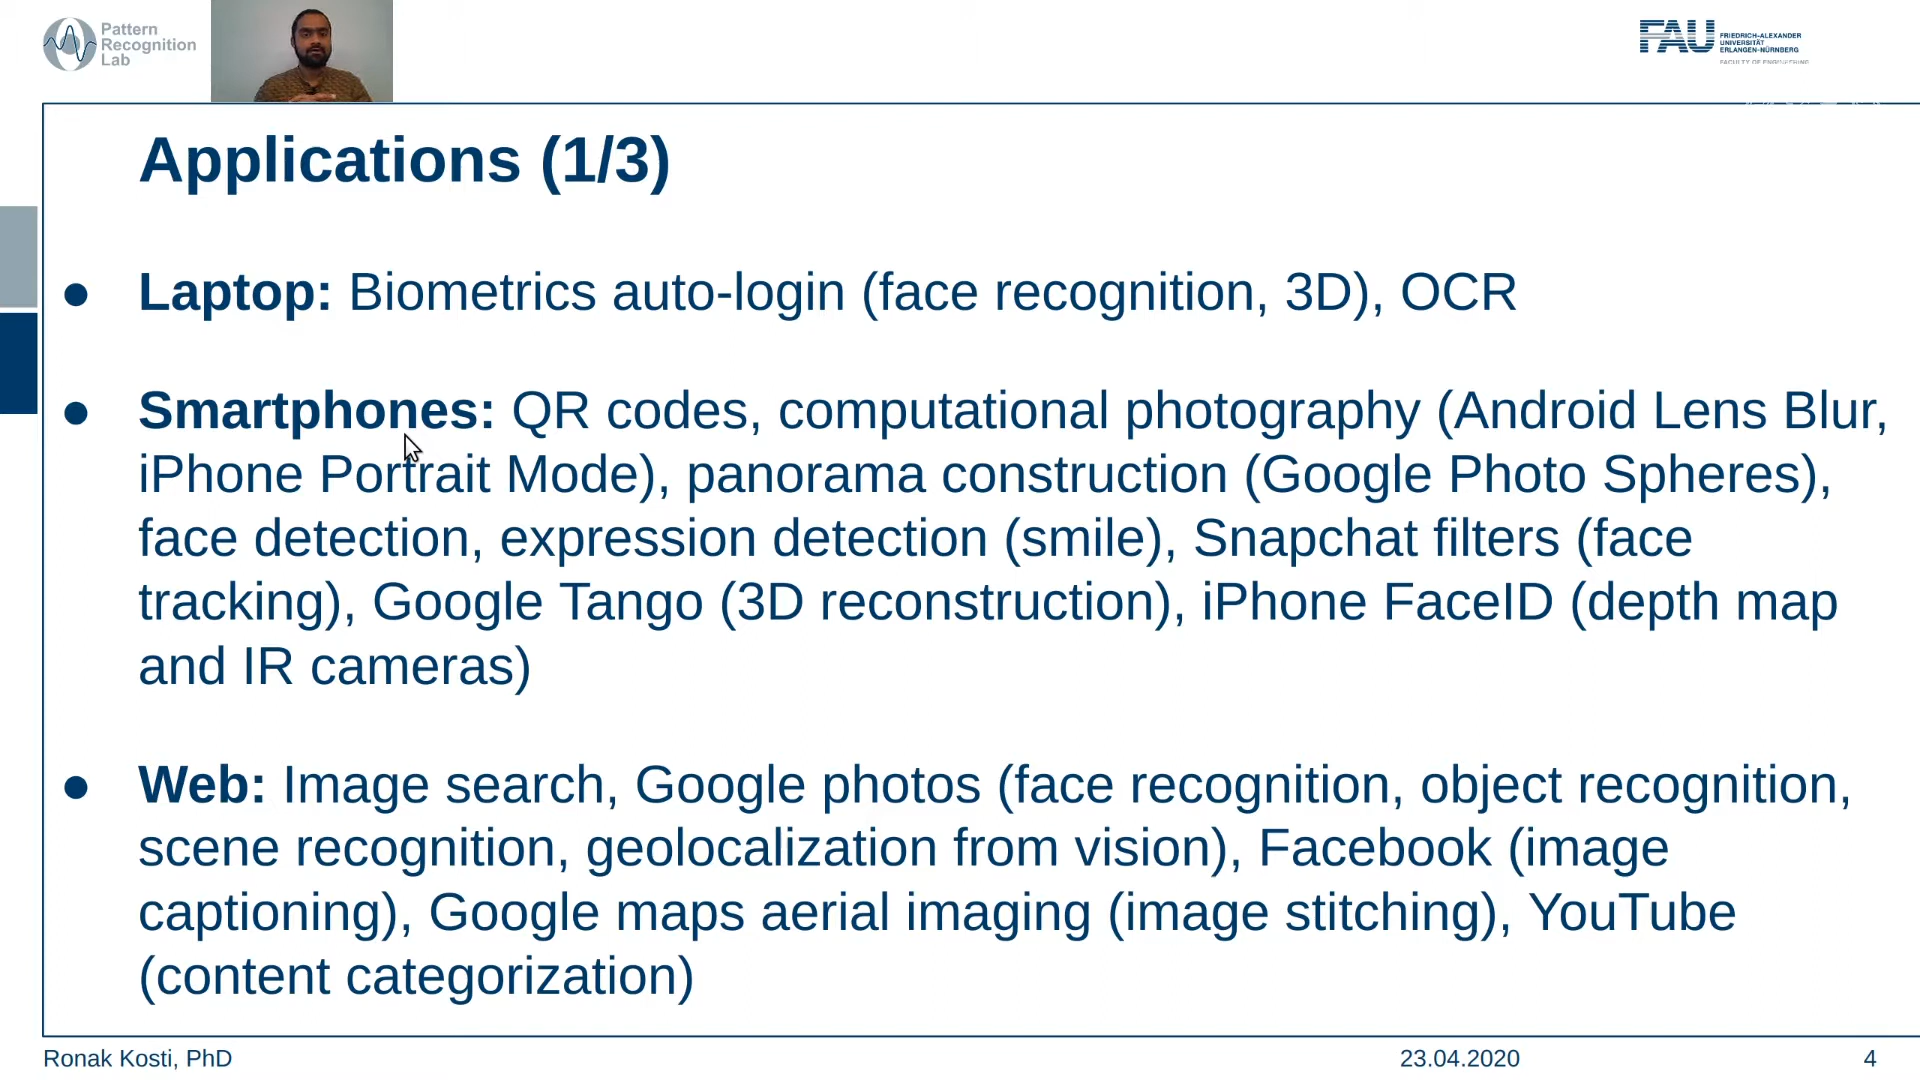 Pattern
Recognition
Lab
FAU
FRIEDRICH-ALEXANDER
UNIVERSITÄT
ERLANGEN-NÜRNBERG
FACULTY OF ENGINEERING
Applications (1/3)
● Laptop: Biometrics auto-login (face recognition, 3D), OCR
● Smartphones: QR codes, computational photography (Android Lens Blur,
iPhone Portrait Mode), panorama construction (Google Photo Spheres),
face detection, expression detection (smile), Snapchat filters (face
tracking), Google Tango (3D reconstruction), iPhone FaceID (depth map
and IR cameras)
● Web: Image search, Google photos (face recognition, object recognition,
scene recognition, geolocalization from vision), Facebook (image
captioning), Google maps aerial imaging (image stitching), YouTube
(content categorization)
Ronak Kosti, PhD
23.04.2020
4